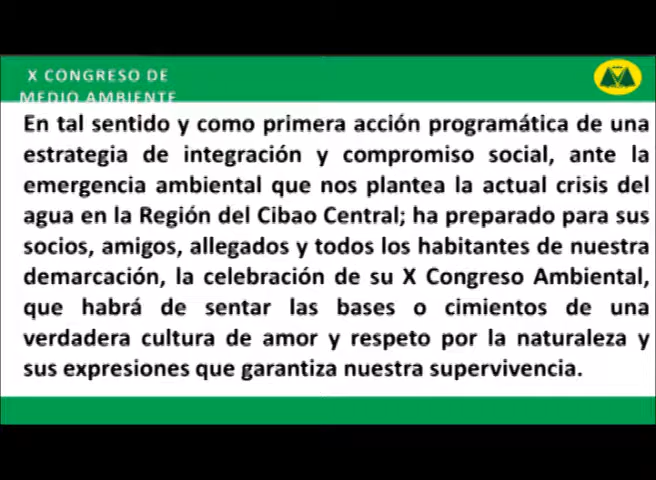 X CONGRESO DE
MEDIO AMBIENTE
En tal sentido y como primera acción programática de una
estrategia de integración y compromiso social, ante la
emergencia ambiental que nos plantea la actual crisis del
agua en la Región del Cibao Central; ha preparado para sus
socios, amigos, allegados y todos los habitantes de nuestra
demarcación, la celebración de su X Congreso Ambiental,
que habrá de sentar las bases o cimientos de una
verdadera cultura de amor y respeto por la naturaleza y
sus expresiones que garantiza nuestra supervivencia.